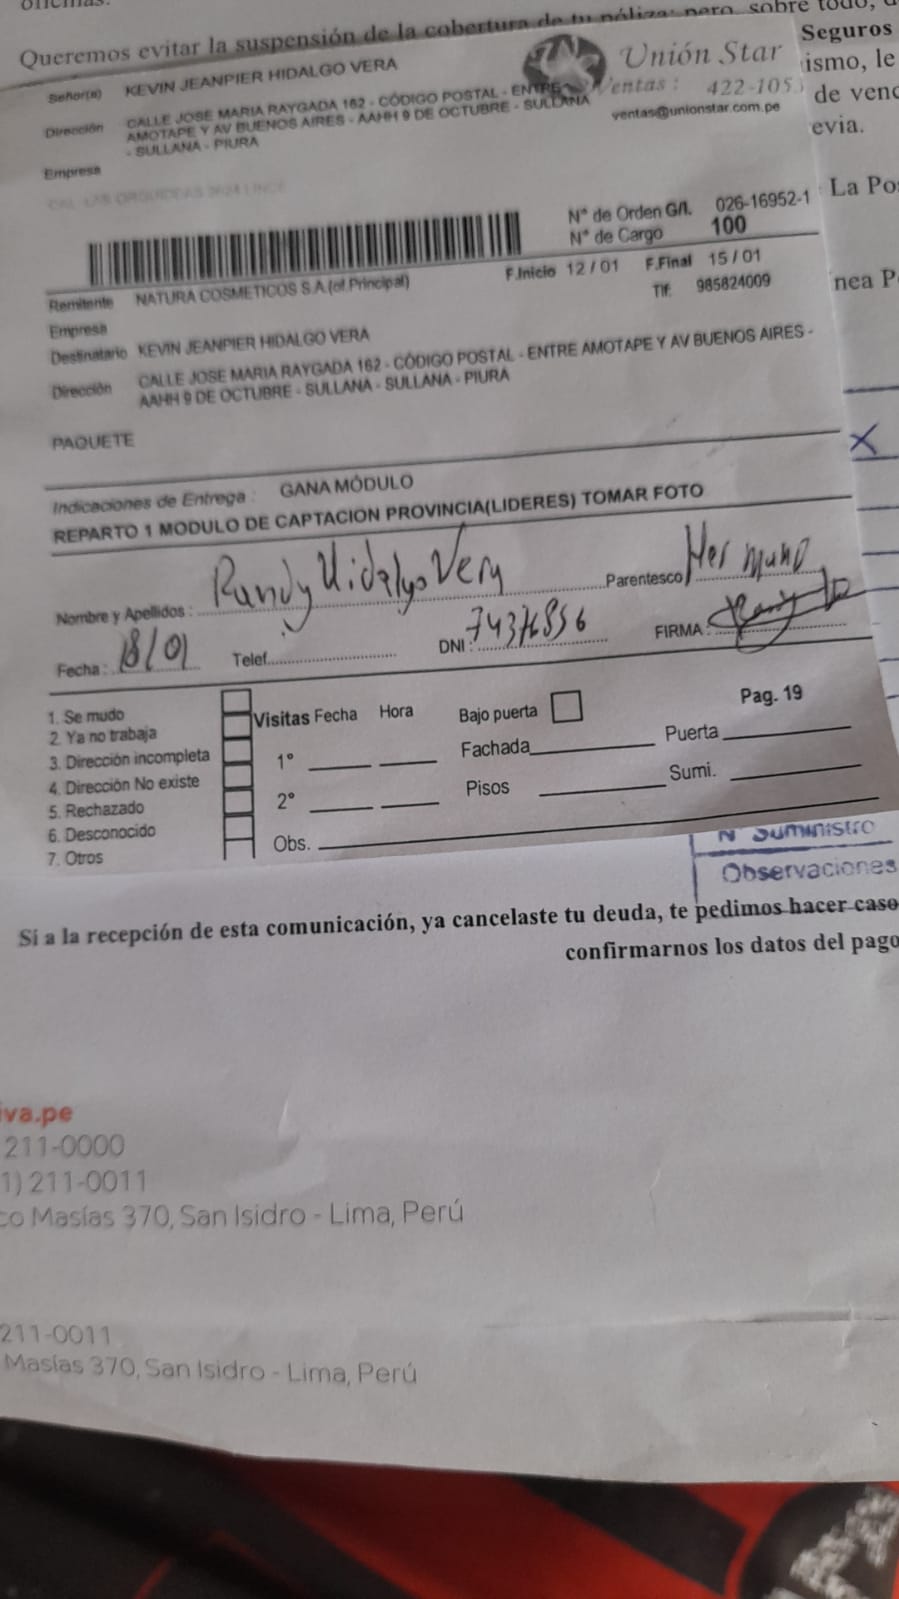 oficinas.
Queremos evitar la suspensión de la cobertura de tu póliza; pero, sobre todo,
Seguros
ismo, le
de venc
evia.
La Po
nea P
Unión Star
Ventas : 422-105
ventas@unionstar.com.pe
Señor(a) KEVIN JEANPIER HIDALGO VERA
Dirección CALLE JOSE MARIA RAYGADA 162 - CÓDIGO POSTAL - ENTRE
AMOTAPE Y AV BUENOS AIRES - AAHH 9 DE OCTUBRE - SULLANA
- SULLANA - PIURA
Empresa
N° de Orden G/I. 026-16952-1
N° de Cargo 100
F.Inicio 12 / 01 F.Final 15 / 01
Remitente NATURA COSMETICOS S.A.(of.Principal)
Tlf: 985824009
Empresa
Destinatario KEVIN JEANPIER HIDALGO VERA
Dirección CALLE JOSE MARIA RAYGADA 162 - CÓDIGO POSTAL - ENTRE AMOTAPE Y AV BUENOS AIRES -
AAHH 9 DE OCTUBRE - SULLANA - SULLANA - PIURA
PAQUETE
X
Indicaciones de Entrega : GANA MÓDULO
REPARTO 1 MODULO DE CAPTACION PROVINCIA(LIDERES) TOMAR FOTO
Nombre y Apellidos : Randy Hidalgo Vera Parentesco Hermano
Fecha : 18/01 Telef. DNI : FIRMA :
1. Se mudo
2. Ya no trabaja
3. Dirección incompleta
4. Dirección No existe
5. Rechazado
6. Desconocido
7. Otros
Visitas Fecha Hora Bajo puerta Pag. 19
1° Fachada Puerta
2° Pisos Sumi.
Obs.
N° Suministro
Observaciones
Si a la recepción de esta comunicación, ya cancelaste tu deuda, te pedimos hacer caso
confirmarnos los datos del pago
iva.pe
211-0000
1) 211-0011
co Masías 370, San Isidro - Lima, Perú
211-0011
Masías 370, San Isidro - Lima, Perú